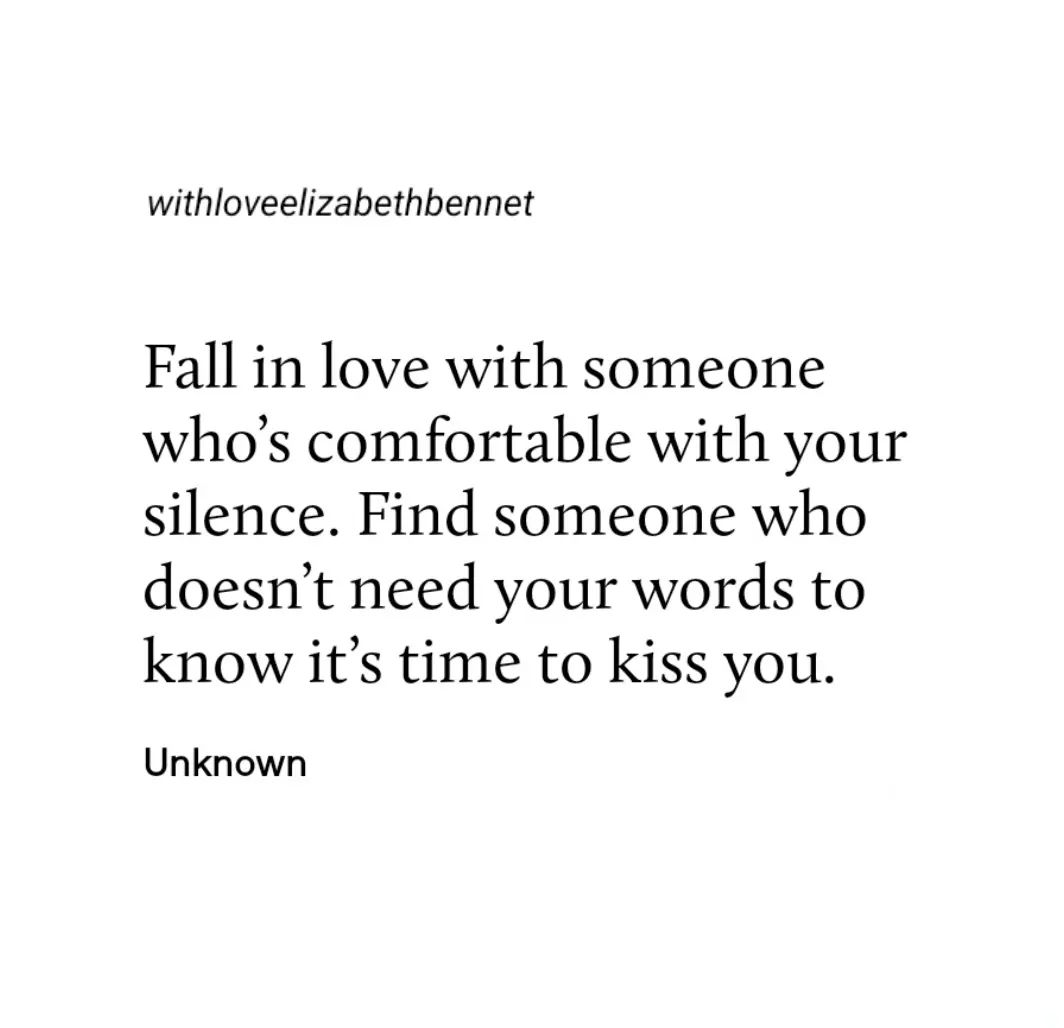 withloveelizabethbennet
Fall in love with someone
who’s comfortable with your
silence. Find someone who
doesn’t need your words to
know it’s time to kiss you.
Unknown